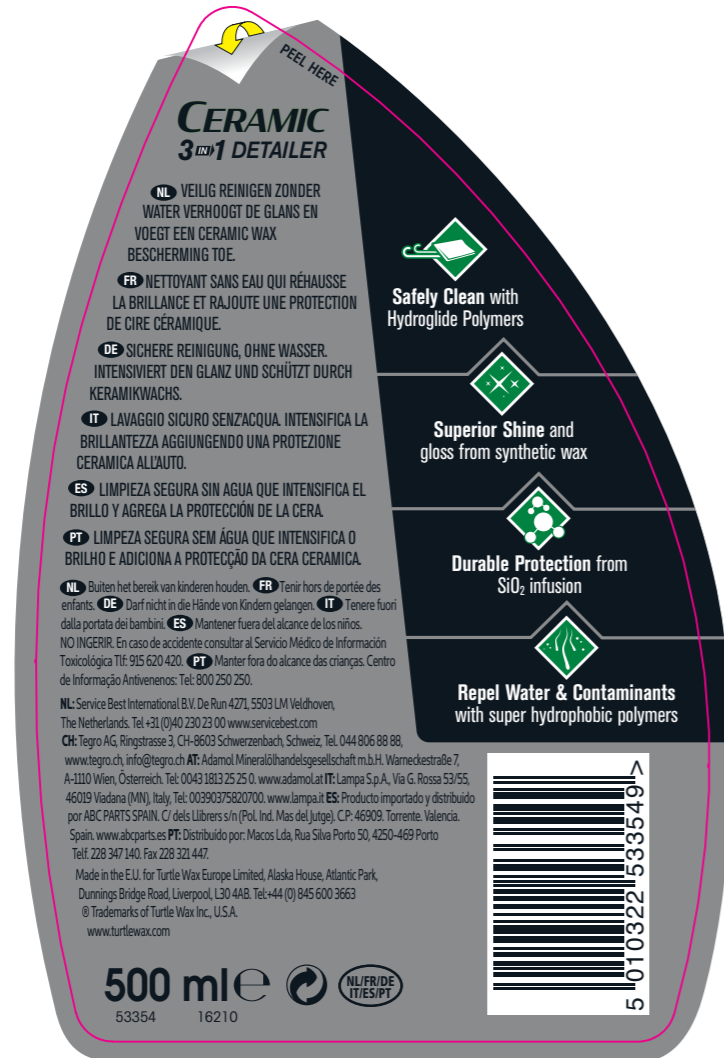 PEEL HERE
CERAMIC
3 IN 1 DETAILER
NL VEILIG REINIGEN ZONDER
WATER VERHOOGT DE GLANS EN
VOEGT EEN CERAMIC WAX
BESCHERMING TOE.
FR NETTOYANT SANS EAU QUI RÉHAUSSE
LA BRILLANCE ET RAJOUTE UNE PROTECTION
DE CIRE CÉRAMIQUE.
DE SICHERE REINIGUNG, OHNE WASSER.
INTENSIVIERT DEN GLANZ UND SCHÜTZT DURCH
KERAMIKWACHS.
IT LAVAGGIO SICURO SENZ'ACQUA. INTENSIFICA LA
BRILLANTEZZA AGGIUNGENDO UNA PROTEZIONE
CERAMICA ALL'AUTO.
ES LIMPIEZA SEGURA SIN AGUA QUE INTENSIFICA EL
BRILLO Y AGREGA LA PROTECCIÓN DE LA CERA.
PT LIMPEZA SEGURA SEM ÁGUA QUE INTENSIFICA O
BRILHO E ADICIONA A PROTECÇÃO DA CERA CERAMICA.
NL Buiten het bereik van kinderen houden. FR Tenir hors de portée des
enfants. DE Darf nicht in die Hände von Kindern gelangen. IT Tenere fuori
dalla portata dei bambini. ES Mantener fuera del alcance de los niños.
NO INGERIR. En caso de accidente consultar al Servicio Médico de Información
Toxicológica Tlf: 915 620 420. PT Manter fora do alcance das crianças. Centro
de Informação Antivenenos: Tel: 800 250 250.
NL: Service Best International B.V. De Run 4271, 5503 LM Veldhoven,
The Netherlands. Tel +31 (0)40 230 23 00 www.servicebest.com
CH: Tegro AG, Ringstrasse 3, CH-8603 Schwerzenbach, Schweiz, Tel. 044 806 88 88,
www.tegro.ch, info@tegro.ch AT: Adamol Mineralölhandelsgesellschaft m.b.H. Warneckestraße 7,
A-1110 Wien, Österreich. Tel: 0043 1813 25 25 0. www.adamol.at IT: Lampa S.p.A., Via G. Rossa 53/55,
46019 Viadana (MN), Italy, Tel: 00390375820700. www.lampa.it ES: Producto importado y distribuido
por ABC PARTS SPAIN. C/ dels Llibrers s/n (Pol. Ind. Mas del Jutge). C.P: 46909. Torrente. Valencia.
Spain. www.abcparts.es PT: Distribuido por: Macos Lda, Rua Silva Porto 50, 4250-469 Porto
Telf. 228 347 140. Fax 228 321 447.
Made in the E.U. for Turtle Wax Europe Limited, Alaska House, Atlantic Park,
Dunnings Bridge Road, Liverpool, L30 4AB. Tel:+44 (0) 845 600 3663
® Trademarks of Turtle Wax Inc., U.S.A.
www.turtlewax.com
500 ml ℮
53354 16210
NL/FR/DE
IT/ES/PT
Safely Clean with
Hydroglide Polymers
Superior Shine and
gloss from synthetic wax
Durable Protection from
SiO₂ infusion
Repel Water & Contaminants
with super hydrophobic polymers
5 010322 533549 >